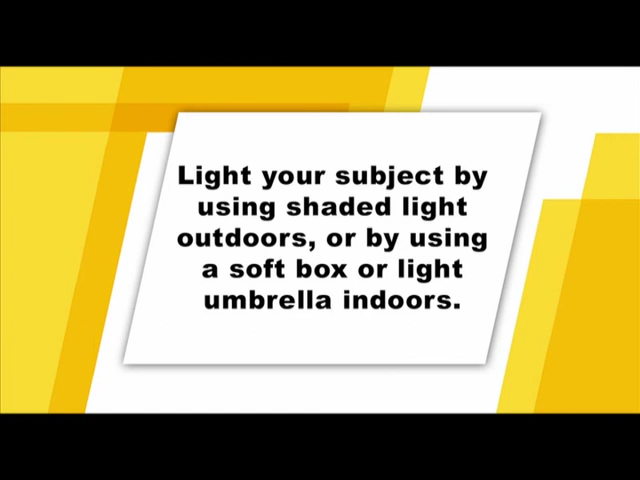 Light your subject by
using shaded light
outdoors, or by using
a soft box or light
umbrella indoors.